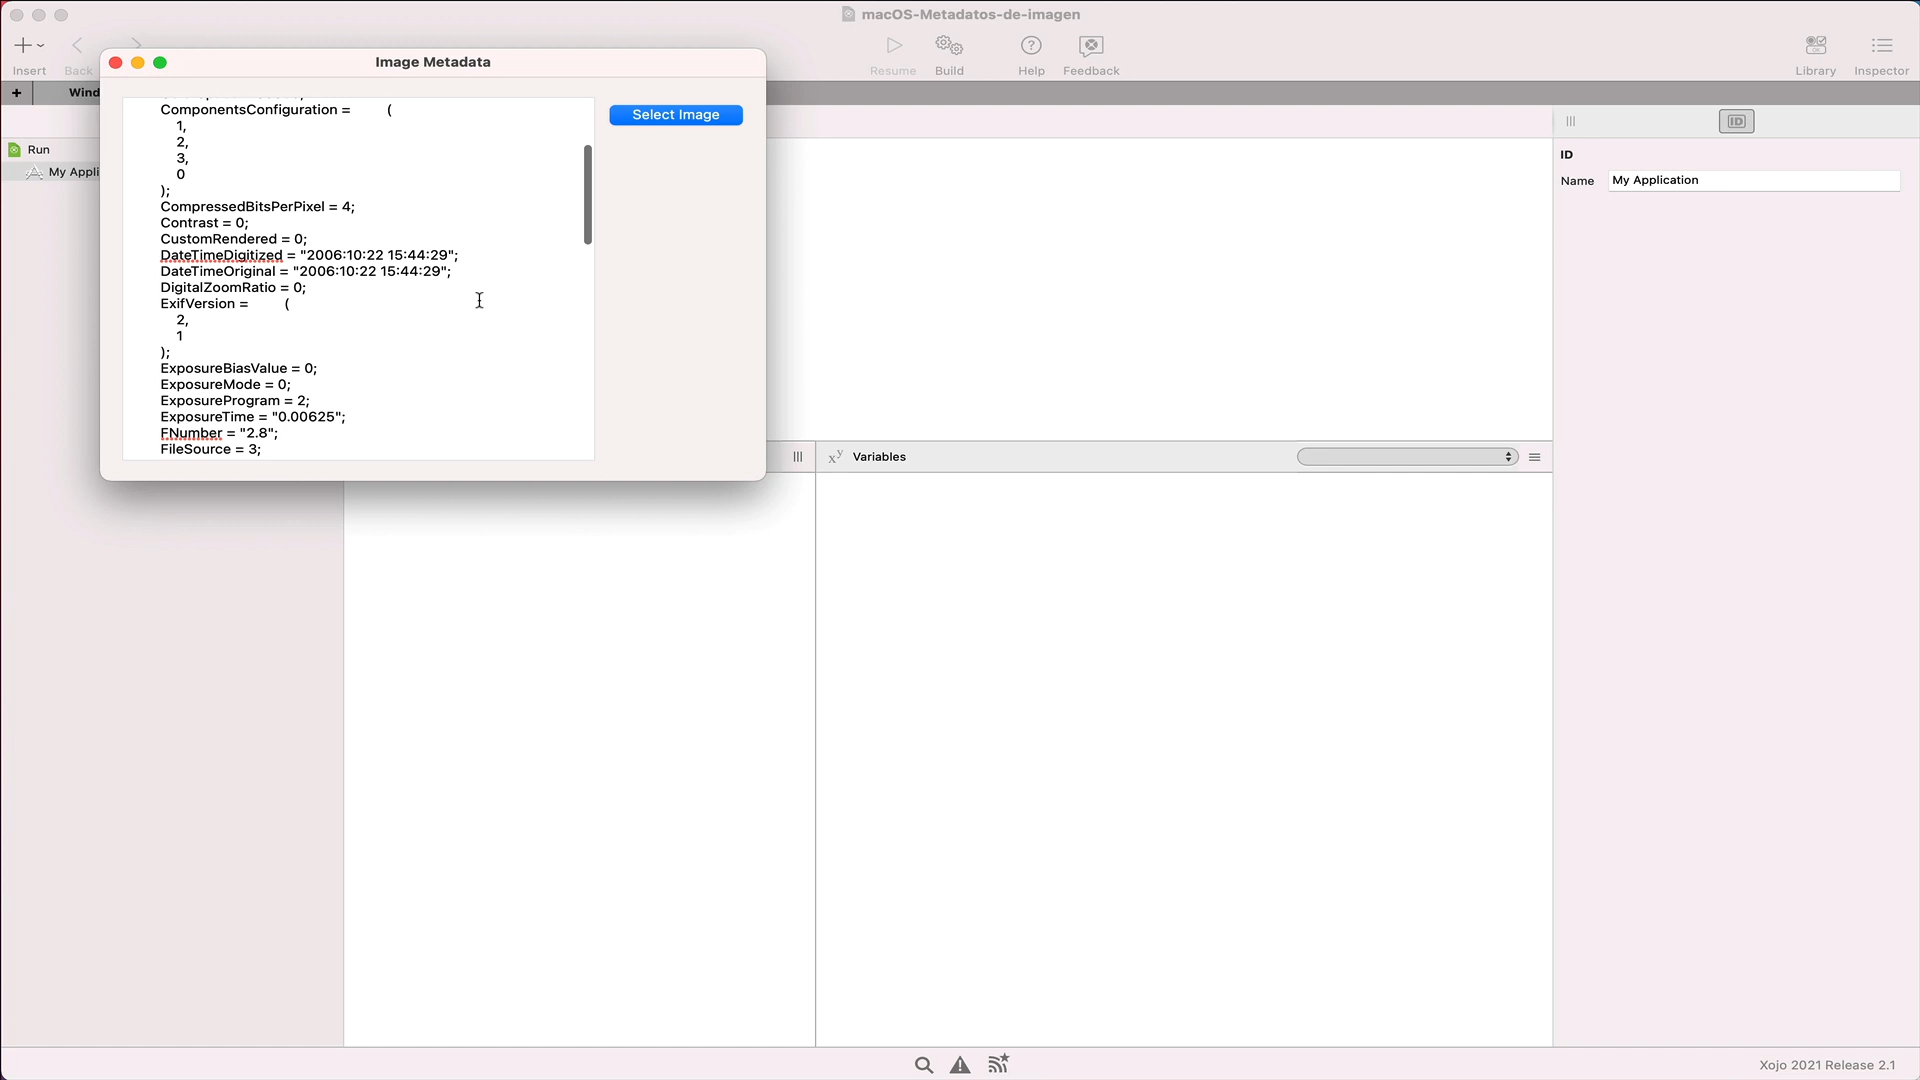 macOS-Metadatos-de-imagen
Insert
Back
Resume
Build
Help
Feedback
Library
Inspector
Wind
Image Metadata
Select Image
ComponentsConfiguration = (
1,
2,
3,
0
);
CompressedBitsPerPixel = 4;
Contrast = 0;
CustomRendered = 0;
DateTimeDigitized = "2006:10:22 15:44:29";
DateTimeOriginal = "2006:10:22 15:44:29";
DigitalZoomRatio = 0;
ExifVersion = (
2,
1
);
ExposureBiasValue = 0;
ExposureMode = 0;
ExposureProgram = 2;
ExposureTime = "0.00625";
FNumber = "2.8";
FileSource = 3;
Run
My Appli
ID
ID
Name My Application
xy Variables
Xojo 2021 Release 2.1